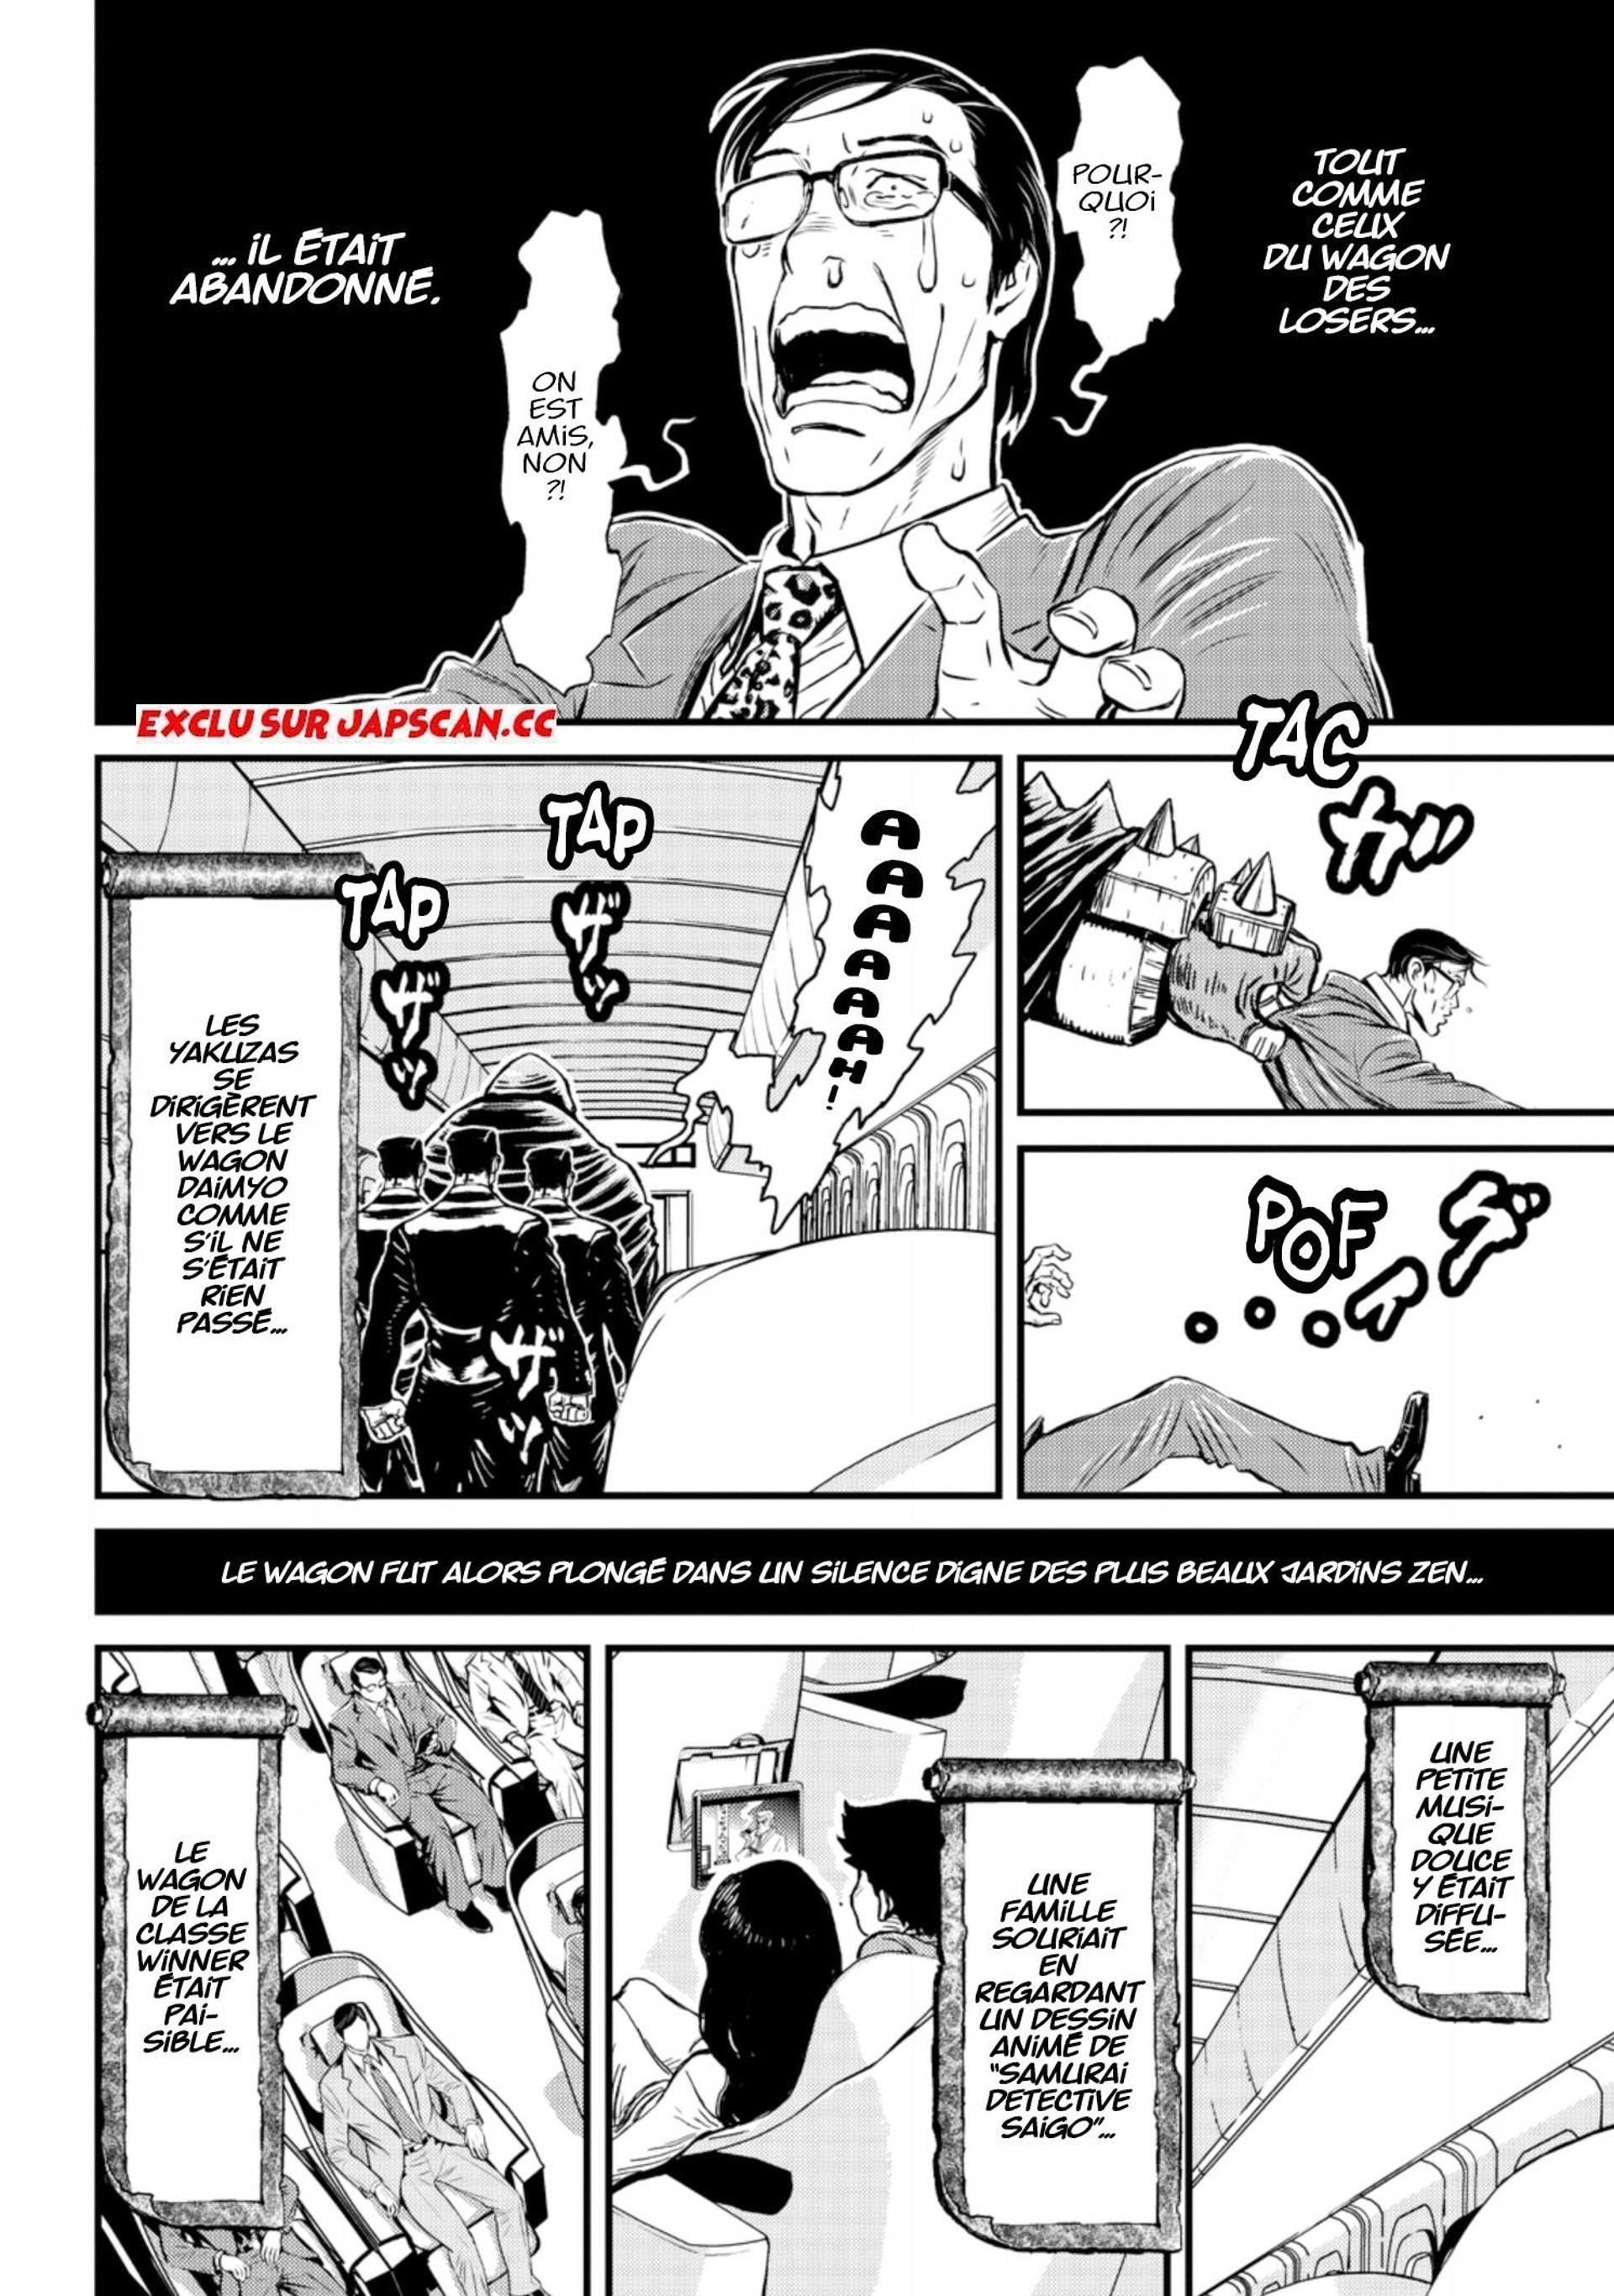 TOUT
COMME
CEUX
DU WAGON
DES
LOSERS...
POUR-
QUOI
?!
ON
EST
AMIS,
NON
?!
... IL ÉTAIT
ABANDONNÉ.
EXCLU SUR JAPSCAN.CC
TAC
ガッ
POF
ズイ...
AAAAAAAH!
TAP
ザッ
TAP
ザッ
ザッ
LES
YAKUZAS
SE
DIRIGÈRENT
VERS LE
WAGON
DAIMYO
COMME
S'IL NE
S'ÉTAIT
RIEN
PASSÉ...
LE WAGON FUT ALORS PLONGÉ DANS UN SILENCE DIGNE DES PLUS BEAUX JARDINS ZEN...
UNE
PETITE
MUSI-
QUE
DOUCE
Y ÉTAIT
DIFFU-
SÉE...
UNE
FAMILLE
SOURIAIT
EN
REGARDANT
UN DESSIN
ANIMÉ DE
"SAMURAI
DETECTIVE
SAIGO"...
LE
WAGON
DE LA
CLASSE
WINNER
ÉTAIT
PAI-
SIBLE...